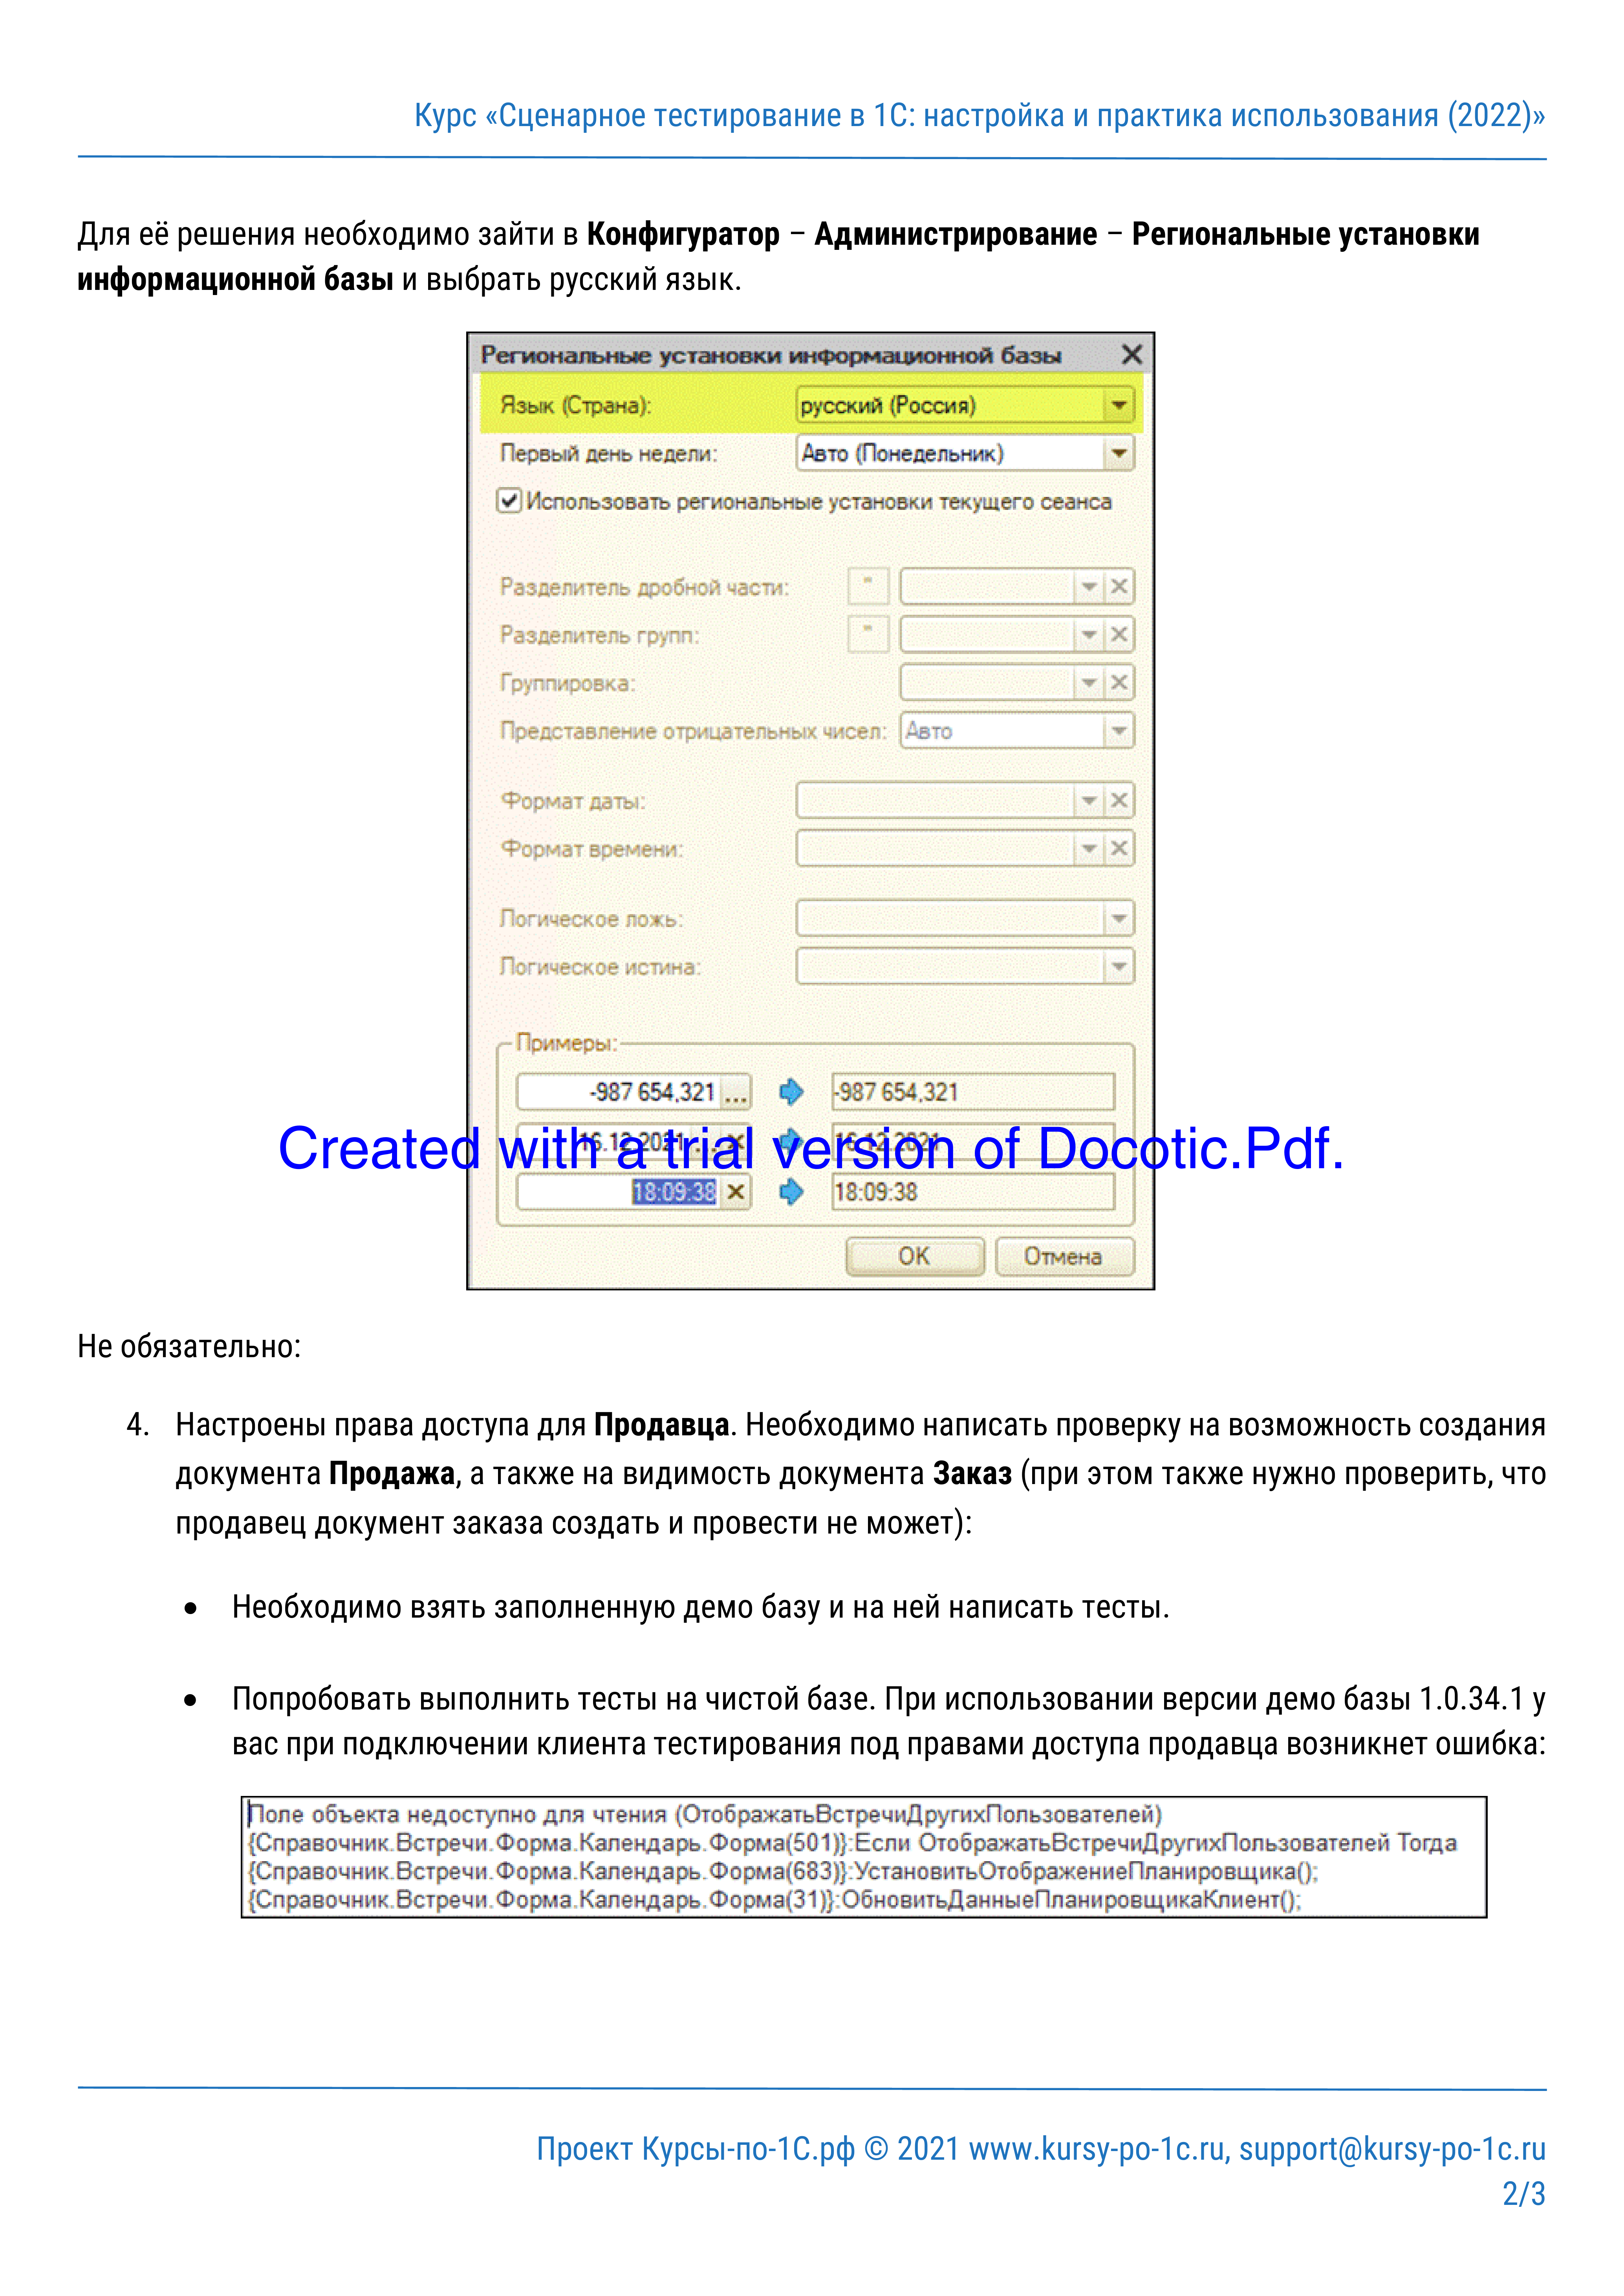 Курс «Сценарное тестирование в 1С: настройка и практика использования (2022)»
Для её решения необходимо зайти в Конфигуратор – Администрирование – Региональные установки
информационной базы и выбрать русский язык.
Региональные установки информационной базы
Язык (Страна): русский (Россия)
Первый день недели: Авто (Понедельник)
Использовать региональные установки текущего сеанса
Разделитель дробной части: "
Разделитель групп: "
Группировка:
Представление отрицательных чисел: Авто
Формат даты:
Формат времени:
Логическое ложь:
Логическое истина:
Примеры:
-987 654,321 ... -987 654,321
16.12.2021 ... 16.12.2021
Created with a trial version of Docotic.Pdf.
18:09:38 18:09:38
ОК Отмена
Не обязательно:
4. Настроены права доступа для Продавца. Необходимо написать проверку на возможность создания
документа Продажа, а также на видимость документа Заказ (при этом также нужно проверить, что
продавец документ заказа создать и провести не может):
• Необходимо взять заполненную демо базу и на ней написать тесты.
• Попробовать выполнить тесты на чистой базе. При использовании версии демо базы 1.0.34.1 у
вас при подключении клиента тестирования под правами доступа продавца возникнет ошибка:
Поле объекта недоступно для чтения (ОтображатьВстречиДругихПользователей)
{Справочник.Встречи.Форма.Календарь.Форма(501)}:Если ОтображатьВстречиДругихПользователей Тогда
{Справочник.Встречи.Форма.Календарь.Форма(683)}:УстановитьОтображениеПланировщика();
{Справочник.Встречи.Форма.Календарь.Форма(31)}:ОбновитьДанныеПланировщикаКлиент();
Проект Курсы-по-1С.рф © 2021 www.kursy-po-1c.ru, support@kursy-po-1c.ru
2/3